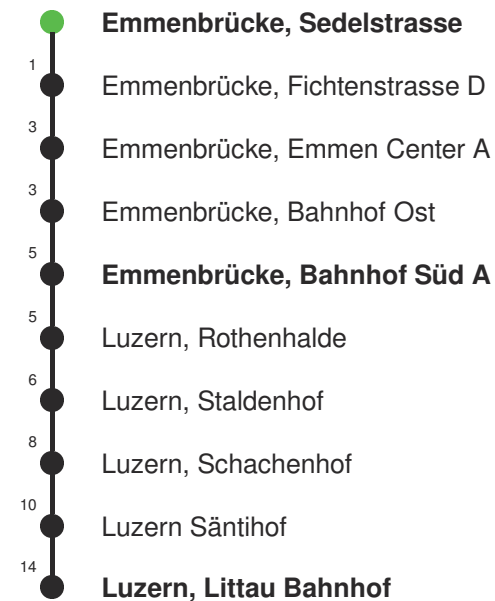 Emmenbrücke, Sedelstrasse
1
Emmenbrücke, Fichtenstrasse D
3
Emmenbrücke, Emmen Center A
3
Emmenbrücke, Bahnhof Ost
5
Emmenbrücke, Bahnhof Süd A
5
Luzern, Rothenhalde
6
Luzern, Staldenhof
8
Luzern, Schachenhof
10
Luzern Säntihof
14
Luzern, Littau Bahnhof